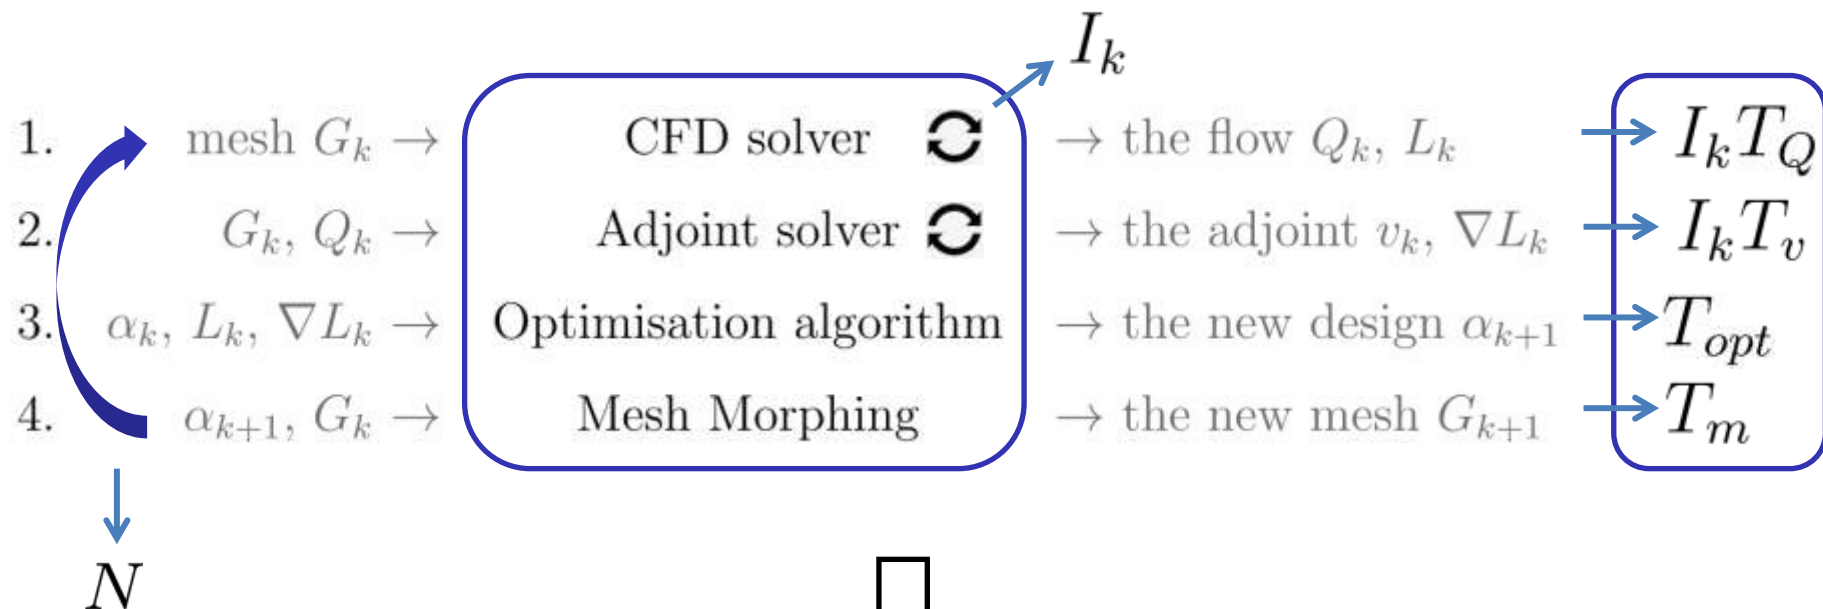 I_k
1. mesh G_k → CFD solver → the flow Q_k, L_k → I_k T_Q
2. G_k, Q_k → Adjoint solver → the adjoint v_k, ∇L_k → I_k T_v
3. α_k, L_k, ∇L_k → Optimisation algorithm → the new design α_{k+1} → T_{opt}
4. α_{k+1}, G_k → Mesh Morphing → the new mesh G_{k+1} → T_m
N